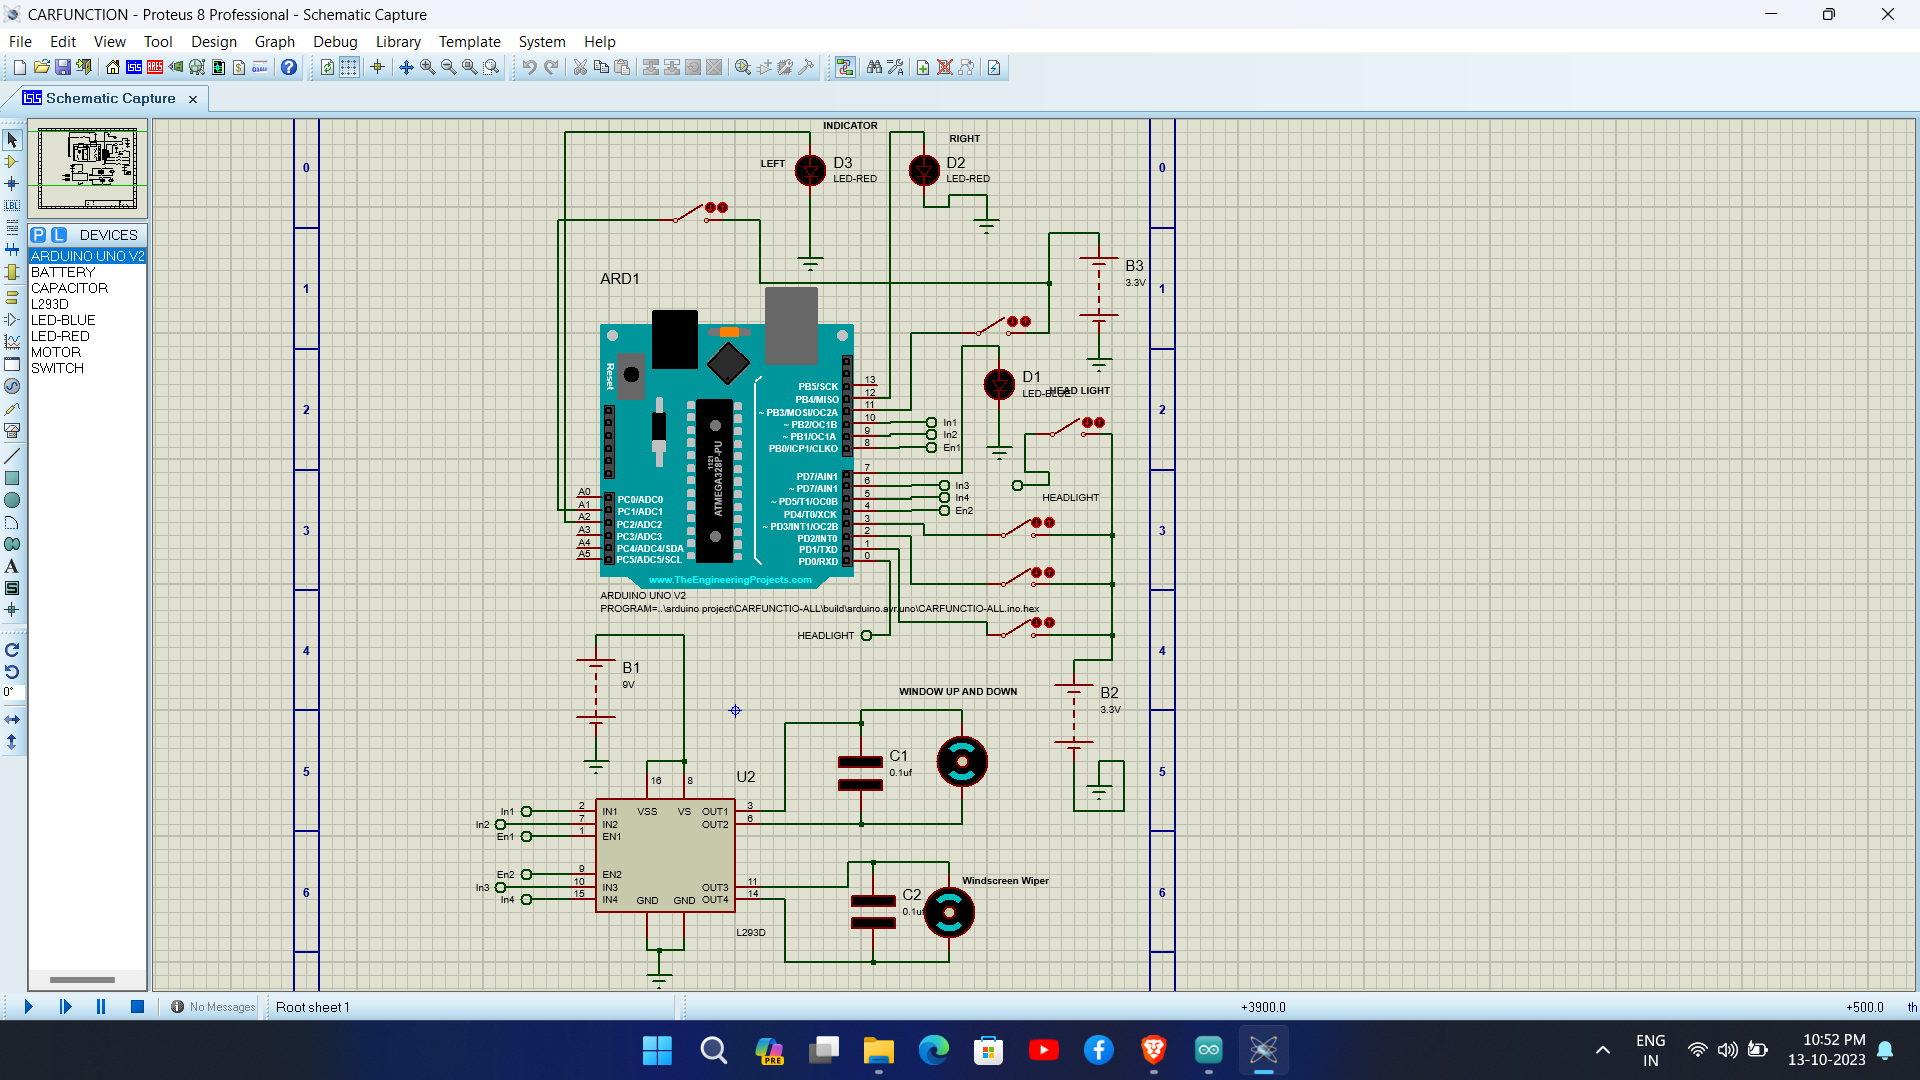 CARFUNCTION - Proteus 8 Professional - Schematic Capture
File Edit View Tool Design Graph Debug Library Template System Help
Schematic Capture
P L DEVICES
ARDUINO UNO V2
BATTERY
CAPACITOR
L293D
LED-BLUE
LED-RED
MOTOR
SWITCH
LBL
0°
0
1
2
3
4
5
6
0
1
2
3
4
5
6
INDICATOR
LEFT
D3
LED-RED
RIGHT
D2
LED-RED
B3
3.3V
ARD1
Reset
1121
ATMEGA328P-PU
PB5/SCK 13
PB4/MISO 12
~ PB3/MOSI/OC2A 11
~ PB2/OC1B 10
~ PB1/OC1A 9
PB0/ICP1/CLKO 8
PD7/AIN1 7
~ PD7/AIN1 6
~ PD5/T1/OC0B 5
PD4/T0/XCK 4
~ PD3/INT1/OC2B 3
PD2/INT0 2
PD1/TXD 1
PD0/RXD 0
A0 PC0/ADC0
A1 PC1/ADC1
A2 PC2/ADC2
A3 PC3/ADC3
A4 PC4/ADC4/SDA
A5 PC5/ADC5/SCL
www.TheEngineeringProjects.com
ARDUINO UNO V2
PROGRAM=..\arduino project\CARFUNCTIO-ALL\build\arduino.avr.uno\CARFUNCTIO-ALL.ino.hex
In1
In2
En1
In3
In4
En2
D1
LED-BLUE
HEAD LIGHT
HEADLIGHT
HEADLIGHT
B1
9V
WINDOW UP AND DOWN
B2
3.3V
C1
0.1uf
U2
16 8
In1 2 IN1 VSS VS OUT1 3
In2 7 IN2 OUT2 6
En1 1 EN1
En2 9 EN2
In3 10 IN3 OUT3 11
In4 15 IN4 GND GND OUT4 14
L293D
C2
0.1uf
Windscreen Wiper
No Messages
Root sheet 1
+3900.0
+500.0
th
PRE
ENG
IN
10:52 PM
13-10-2023